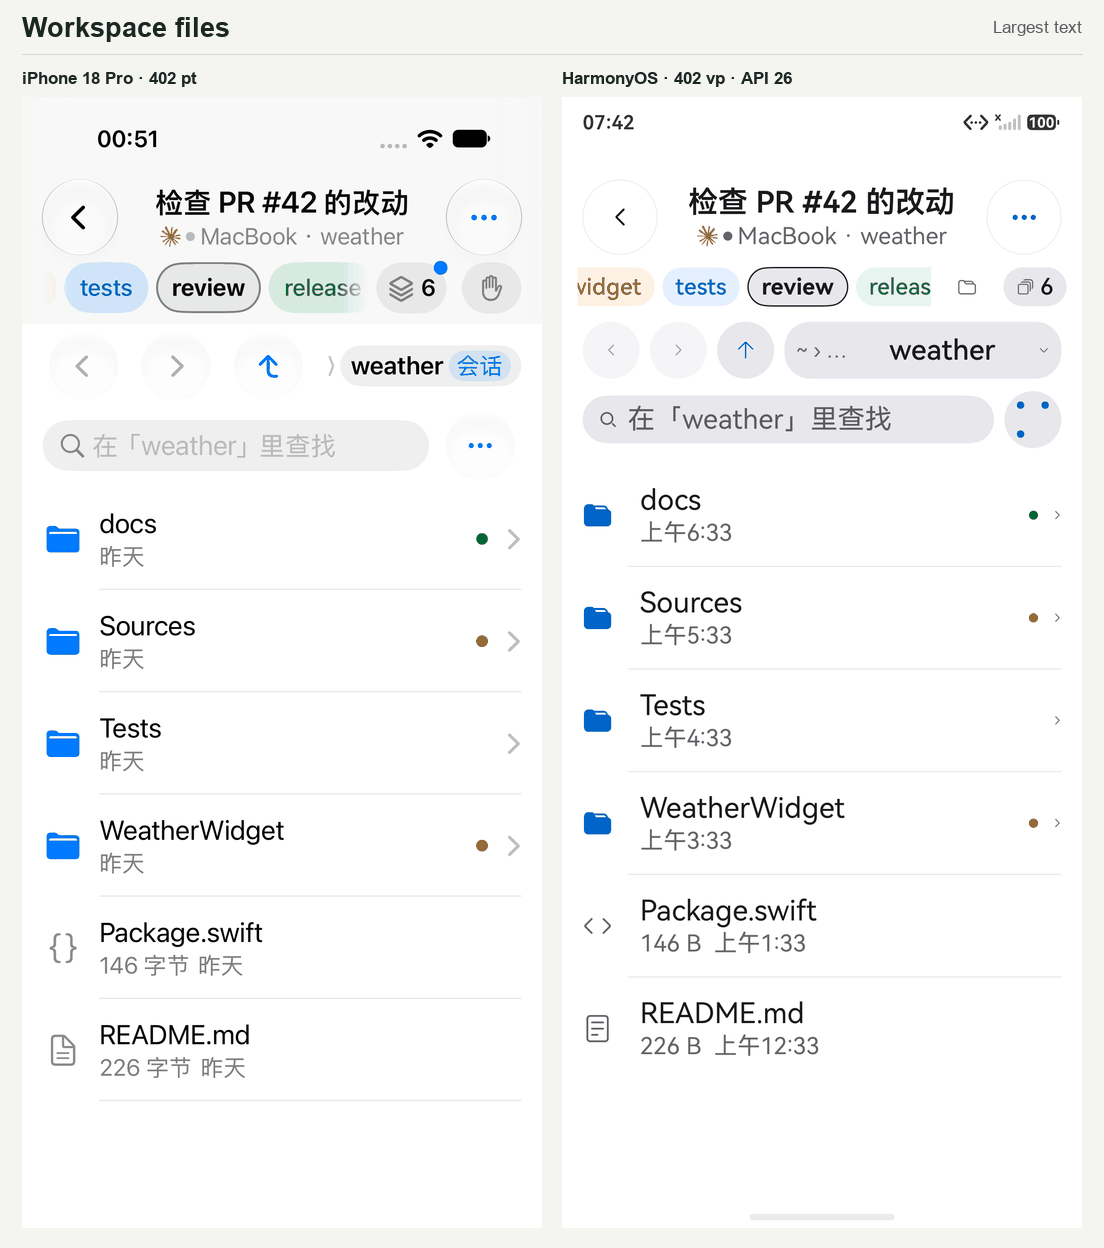 Workspace files
Largest text
iPhone 18 Pro · 402 pt
00:51
检查 PR #42 的改动
MacBook · weather
tests
review
release
6
weather 会话
在「weather」里查找
docs
昨天
Sources
昨天
Tests
昨天
WeatherWidget
昨天
Package.swift
146 字节 昨天
README.md
226 字节 昨天
HarmonyOS · 402 vp · API 26
07:42
100
检查 PR #42 的改动
MacBook · weather
vidget
tests
review
releas
6
~ › ... weather
在「weather」里查找
docs
上午6:33
Sources
上午5:33
Tests
上午4:33
WeatherWidget
上午3:33
Package.swift
146 B 上午1:33
README.md
226 B 上午12:33